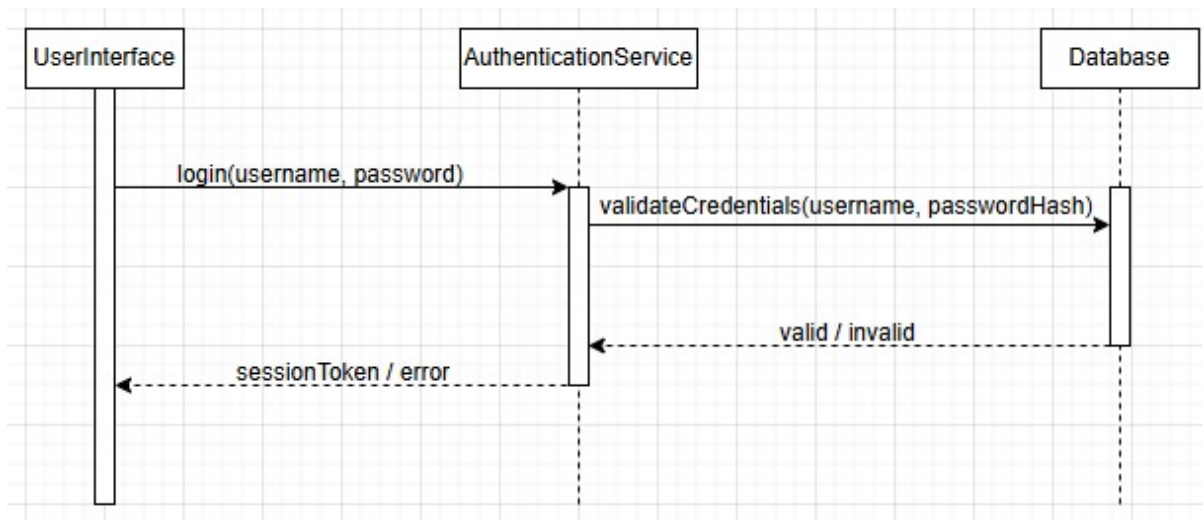 UserInterface
AuthenticationService
Database
login(username, password)
validateCredentials(username, passwordHash)
valid / invalid
sessionToken / error